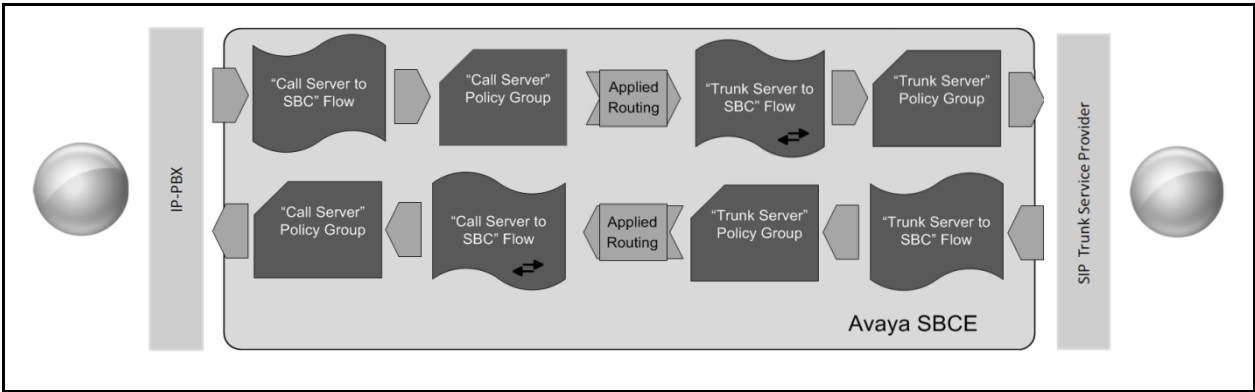 IP-PBX
“Call Server to
SBC” Flow
“Call Server”
Policy Group
Applied
Routing
“Trunk Server to
SBC” Flow
“Trunk Server”
Policy Group
“Call Server”
Policy Group
“Call Server to
SBC” Flow
Applied
Routing
“Trunk Server”
Policy Group
“Trunk Server to
SBC” Flow
SIP Trunk Service Provider
Avaya SBCE